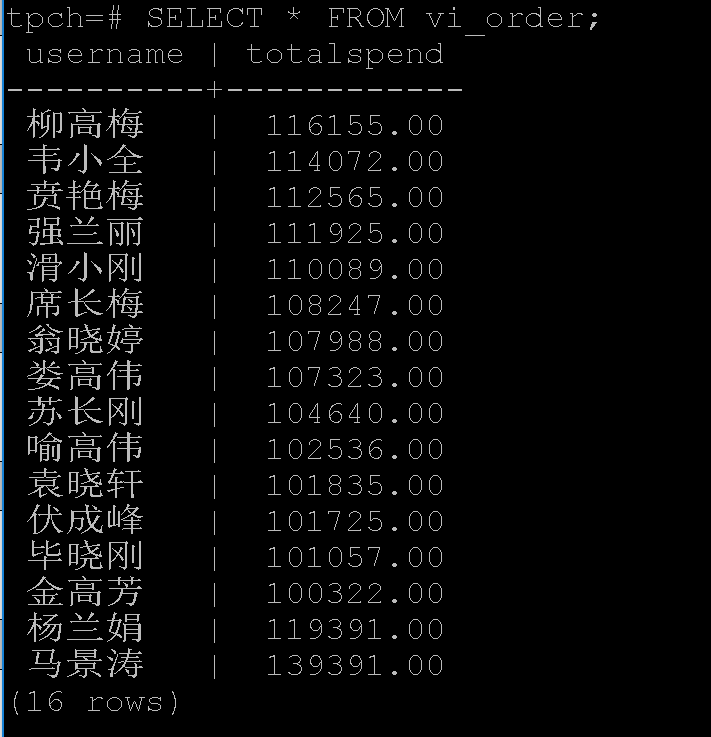 tpch=# SELECT * FROM vi_order;
 username | totalspend
----------+------------
 柳高梅   |  116155.00
 韦小全   |  114072.00
 贲艳梅   |  112565.00
 强兰丽   |  111925.00
 滑小刚   |  110089.00
 席长梅   |  108247.00
 翁晓婷   |  107988.00
 娄高伟   |  107323.00
 苏长刚   |  104640.00
 喻高伟   |  102536.00
 袁晓轩   |  101835.00
 伏成峰   |  101725.00
 毕晓刚   |  101057.00
 金高芳   |  100322.00
 杨兰娟   |  119391.00
 马景涛   |  139391.00
(16 rows)